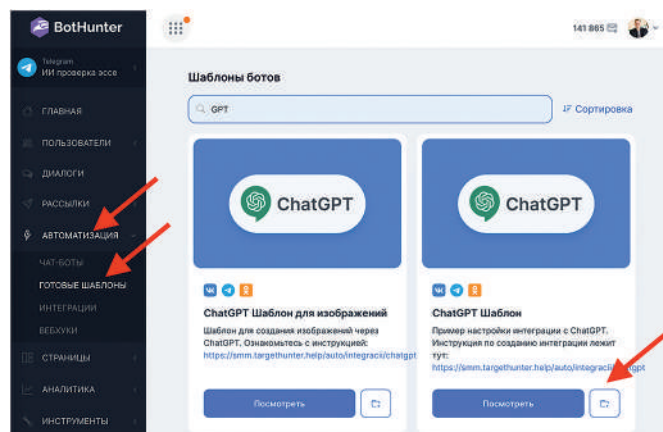 BotHunter
141 865
Telegram
ИИ проверка эссе
Шаблоны ботов
GPT
Сортировка
ГЛАВНАЯ
ПОЛЬЗОВАТЕЛИ
ДИАЛОГИ
РАССЫЛКИ
АВТОМАТИЗАЦИЯ
ЧАТ-БОТЫ
ГОТОВЫЕ ШАБЛОНЫ
ИНТЕГРАЦИИ
ВЕБХУКИ
СТРАНИЦЫ
АНАЛИТИКА
ИНСТРУМЕНТЫ
ChatGPT
ChatGPT Шаблон для изображений
Шаблон для создания изображений через
ChatGPT. Ознакомьтесь с инструкцией:
https://smm.targethunter.help/auto/integracii/chatgpt
Посмотреть
ChatGPT
ChatGPT Шаблон
Пример настройки интеграции с ChatGPT.
Инструкция по созданию интеграции лежит
тут:
https://smm.targethunter.help/auto/integracii/chatgpt
Посмотреть